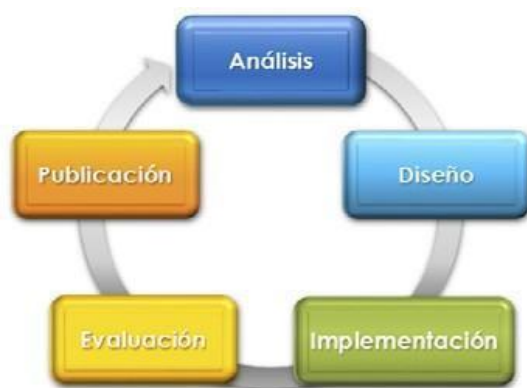 Análisis
Diseño
Implementación
Evaluación
Publicación